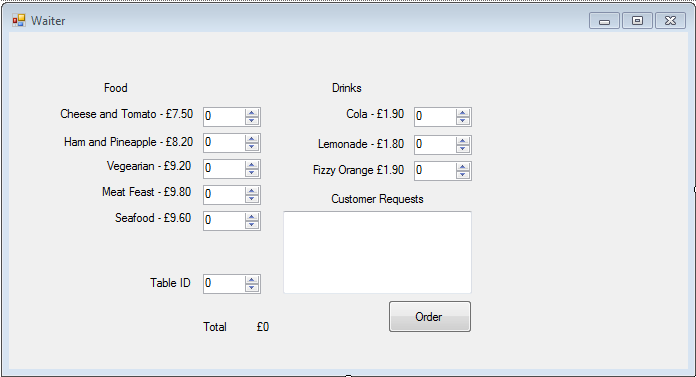 Waiter
Food
Cheese and Tomato - £7.50 0
Ham and Pineapple - £8.20 0
Vegearian - £9.20 0
Meat Feast - £9.80 0
Seafood - £9.60 0
Table ID 0
Total £0
Drinks
Cola - £1.90 0
Lemonade - £1.80 0
Fizzy Orange £1.90 0
Customer Requests
Order